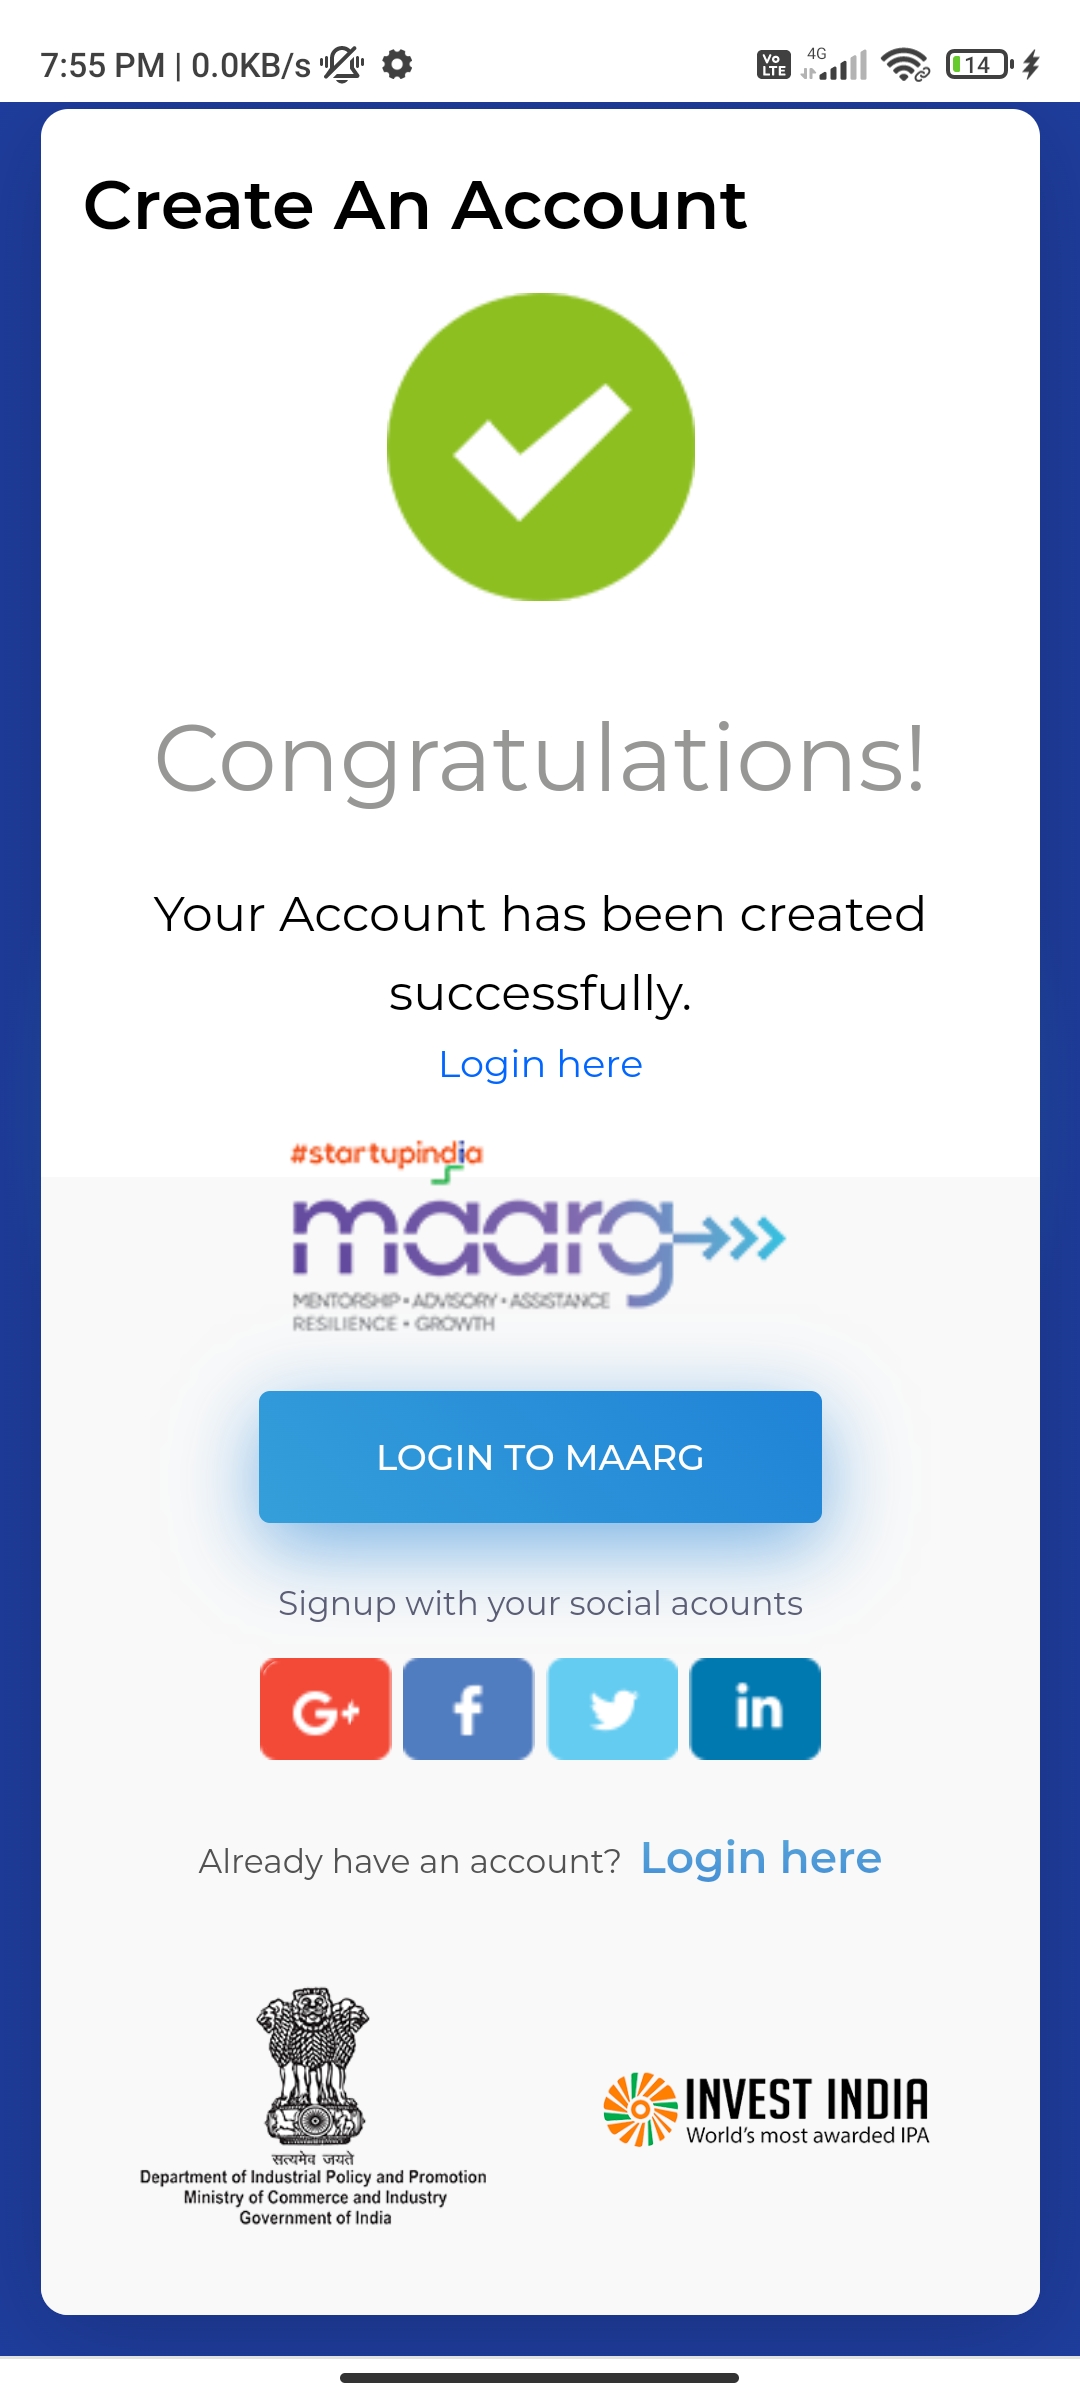 7:55 PM | 0.0KB/s
Vo LTE 4G 14
Create An Account
Congratulations!
Your Account has been created
successfully.
Login here
#startupindia
maarg
MENTORSHIP • ADVISORY • ASSISTANCE
RESILIENCE • GROWTH
LOGIN TO MAARG
Signup with your social acounts
G+ f in
Already have an account? Login here
सत्यमेव जयते
Department of Industrial Policy and Promotion
Ministry of Commerce and Industry
Government of India
INVEST INDIA
World's most awarded IPA